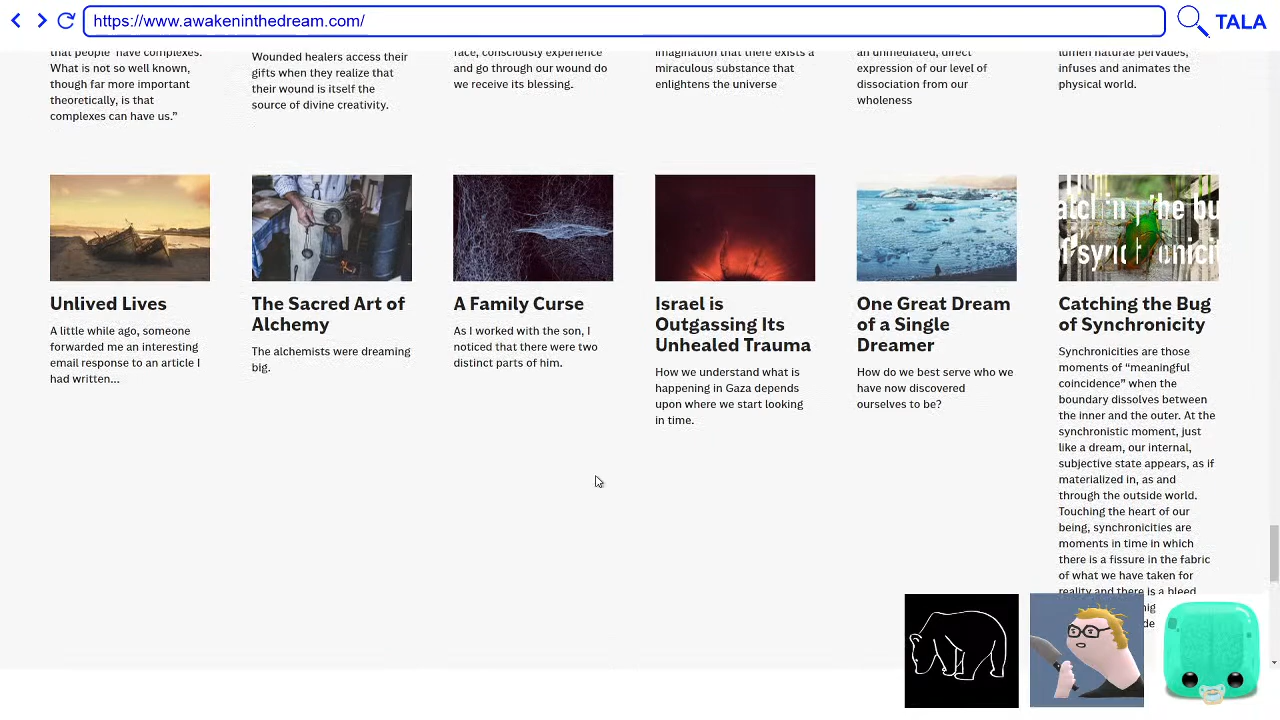 https://www.awakeninthedream.com/
TALA
that people 'have complexes.
What is not so well known,
though far more important
theoretically, is that
complexes can have us.”
Wounded healers access their
gifts when they realize that
their wound is itself the
source of divine creativity.
face, consciously experience
and go through our wound do
we receive its blessing.
imagination that there exists a
miraculous substance that
enlightens the universe
an unmediated, direct
expression of our level of
dissociation from our
wholeness
lumen naturae pervades,
infuses and animates the
physical world.
Unlived Lives
A little while ago, someone
forwarded me an interesting
email response to an article I
had written…
The Sacred Art of
Alchemy
The alchemists were dreaming
big.
A Family Curse
As I worked with the son, I
noticed that there were two
distinct parts of him.
Israel is
Outgassing Its
Unhealed Trauma
How we understand what is
happening in Gaza depends
upon where we start looking
in time.
One Great Dream
of a Single
Dreamer
How do we best serve who we
have now discovered
ourselves to be?
Catching the Bug
of Synchronicity
Synchronicities are those
moments of “meaningful
coincidence” when the
boundary dissolves between
the inner and the outer. At the
synchronistic moment, just
like a dream, our internal,
subjective state appears, as if
materialized in, as and
through the outside world.
Touching the heart of our
being, synchronicities are
moments in time in which
there is a fissure in the fabric
of what we have taken for
reality and there is a bleed